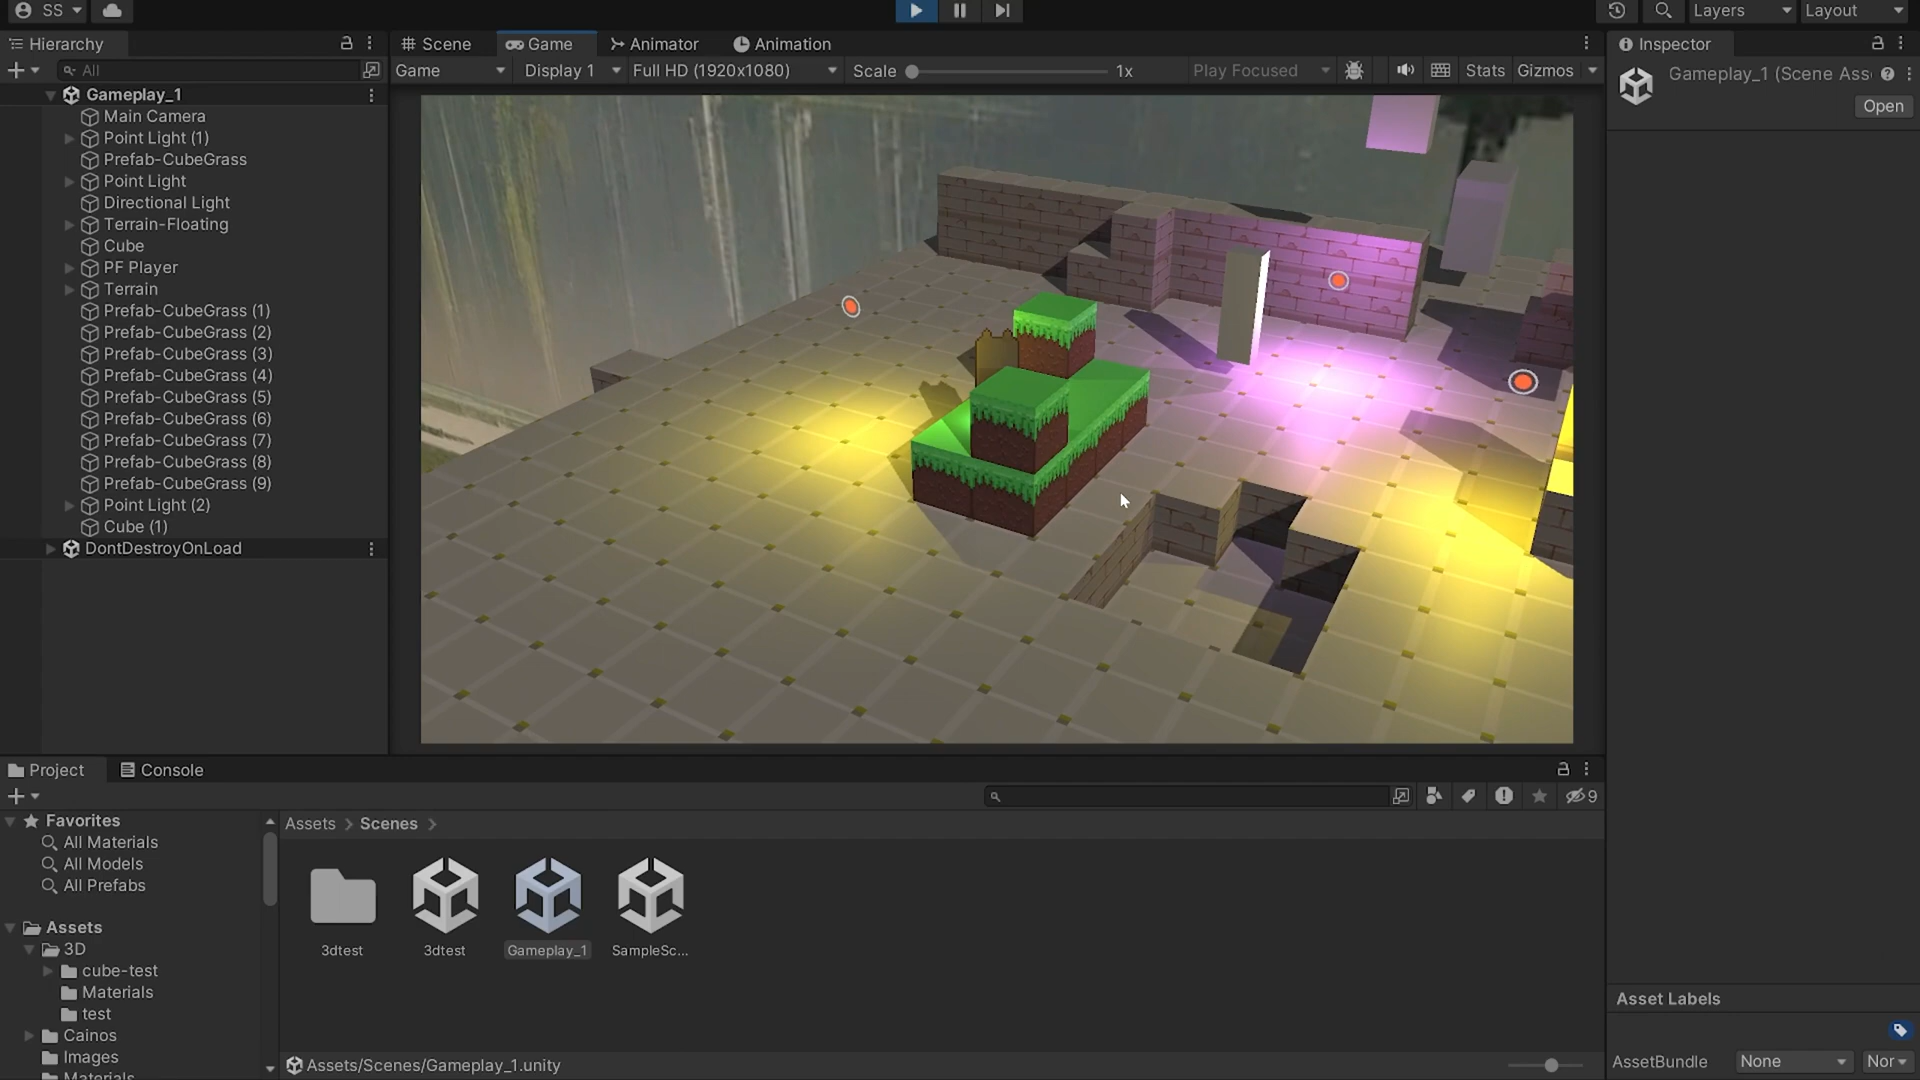 SS
Layers
Layout
Hierarchy
Scene
Game
Animator
Animation
Inspector
All
Game
Display 1
Full HD (1920x1080)
Scale
1x
Play Focused
Stats
Gizmos
Gameplay_1 (Scene Ass
Open
Gameplay_1
Main Camera
Point Light (1)
Prefab-CubeGrass
Point Light
Directional Light
Terrain-Floating
Cube
PF Player
Terrain
Prefab-CubeGrass (1)
Prefab-CubeGrass (2)
Prefab-CubeGrass (3)
Prefab-CubeGrass (4)
Prefab-CubeGrass (5)
Prefab-CubeGrass (6)
Prefab-CubeGrass (7)
Prefab-CubeGrass (8)
Prefab-CubeGrass (9)
Point Light (2)
Cube (1)
DontDestroyOnLoad
Project
Console
9
Favorites
All Materials
All Models
All Prefabs
Assets
3D
cube-test
Materials
test
Cainos
Images
Materials
Assets > Scenes >
3dtest
3dtest
Gameplay_1
SampleSc...
Assets/Scenes/Gameplay_1.unity
Asset Labels
AssetBundle
None
Nor